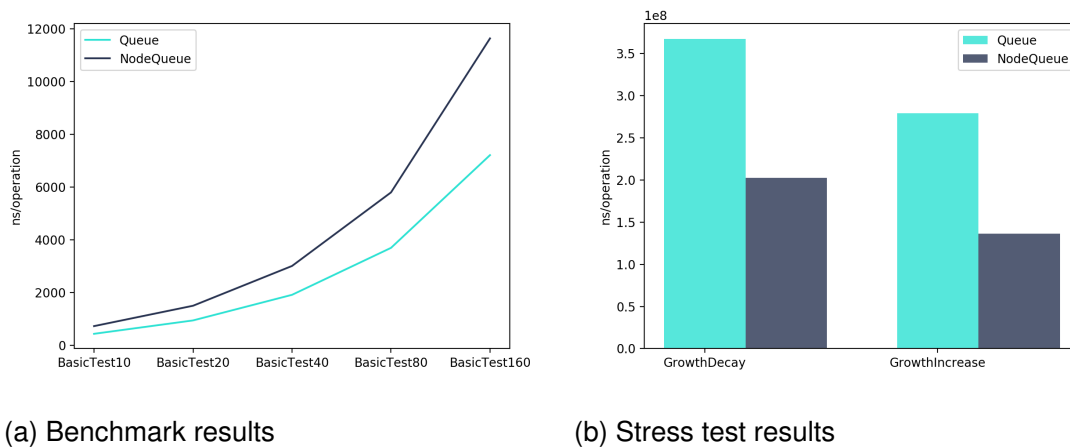 12000
10000
8000
6000
4000
2000
0
ns/operation
Queue
NodeQueue
BasicTest10 BasicTest20 BasicTest40 BasicTest80 BasicTest160
(a) Benchmark results
1e8
3.5
3.0
2.5
2.0
1.5
1.0
0.5
0.0
ns/operation
Queue
NodeQueue
GrowthDecay GrowthIncrease
(b) Stress test results